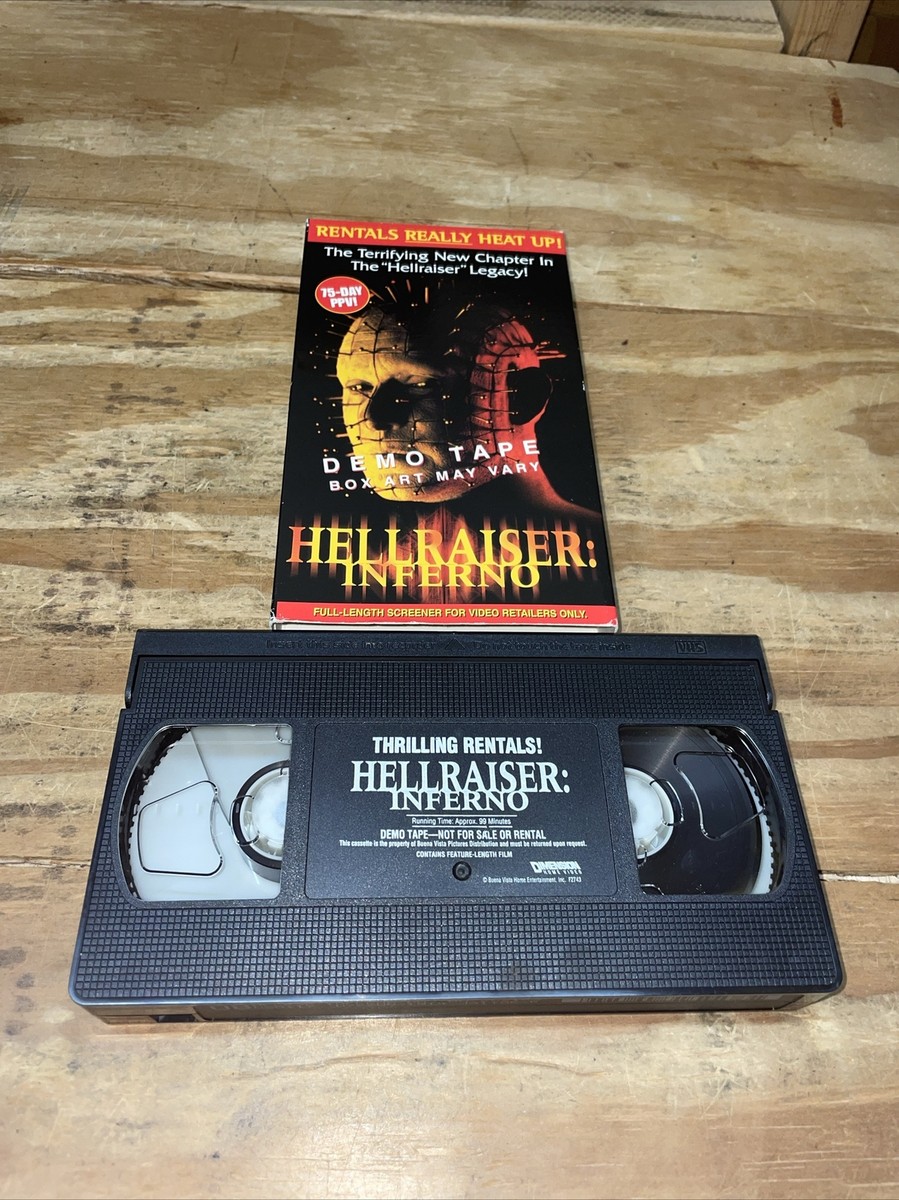 RENTALS REALLY HEAT UP!
The Terrifying New Chapter In
The "Hellraiser" Legacy!
75-DAY
PPV!
DEMO TAPE
BOX ART MAY VARY
HELLRAISER:
INFERNO
FULL-LENGTH SCREENER FOR VIDEO RETAILERS ONLY.
VHS
THRILLING RENTALS!
HELLRAISER:
INFERNO
Running Time: Approx. 99 Minutes
DEMO TAPE—NOT FOR SALE OR RENTAL
This cassette is the property of Buena Vista Pictures Distribution and must be returned upon request.
CONTAINS FEATURE-LENGTH FILM
DIMENSION
HOME VIDEO
© Buena Vista Home Entertainment, Inc. F2743